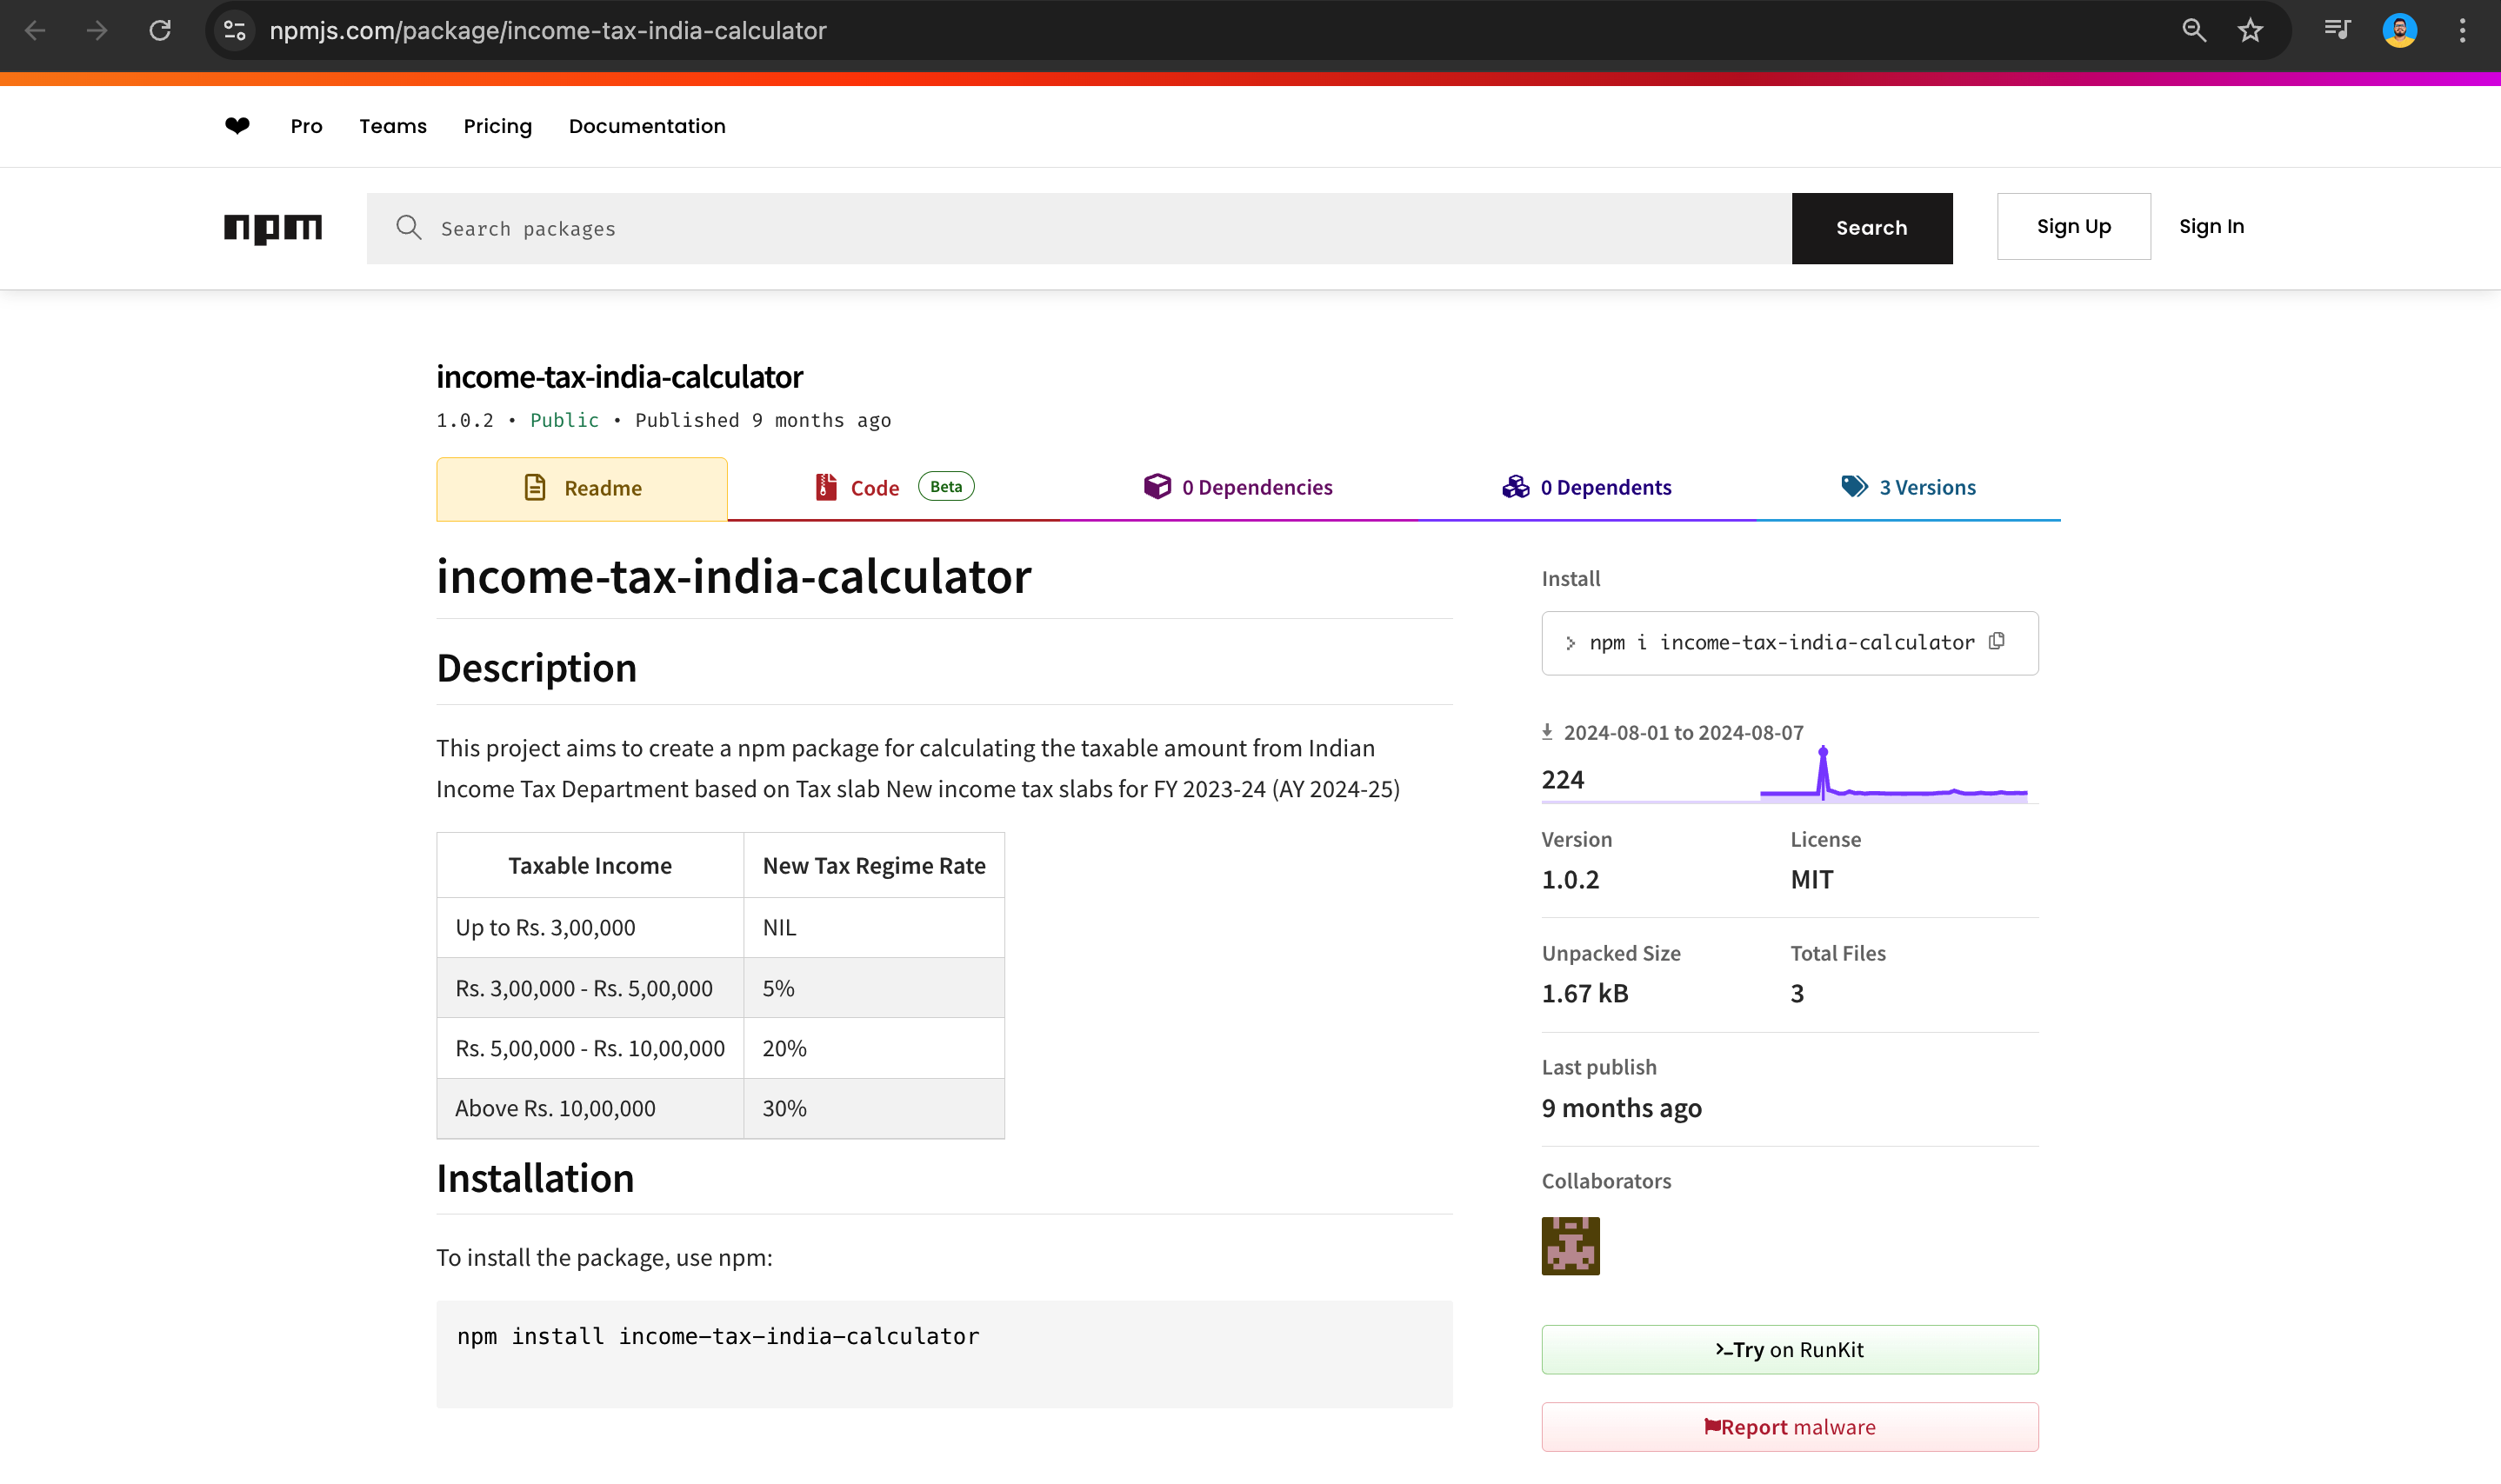 npmjs.com/package/income-tax-india-calculator
❤ Pro Teams Pricing Documentation
npm Search packages Search Sign Up Sign In
income-tax-india-calculator
1.0.2 • Public • Published 9 months ago
Readme Code Beta 0 Dependencies 0 Dependents 3 Versions
income-tax-india-calculator
Description
This project aims to create a npm package for calculating the taxable amount from Indian
Income Tax Department based on Tax slab New income tax slabs for FY 2023-24 (AY 2024-25)
Taxable Income New Tax Regime Rate
Up to Rs. 3,00,000 NIL
Rs. 3,00,000 - Rs. 5,00,000 5%
Rs. 5,00,000 - Rs. 10,00,000 20%
Above Rs. 10,00,000 30%
Installation
To install the package, use npm:
npm install income-tax-india-calculator
Install
> npm i income-tax-india-calculator
2024-08-01 to 2024-08-07
224
Version License
1.0.2 MIT
Unpacked Size Total Files
1.67 kB 3
Last publish
9 months ago
Collaborators
>_Try on RunKit
Report malware